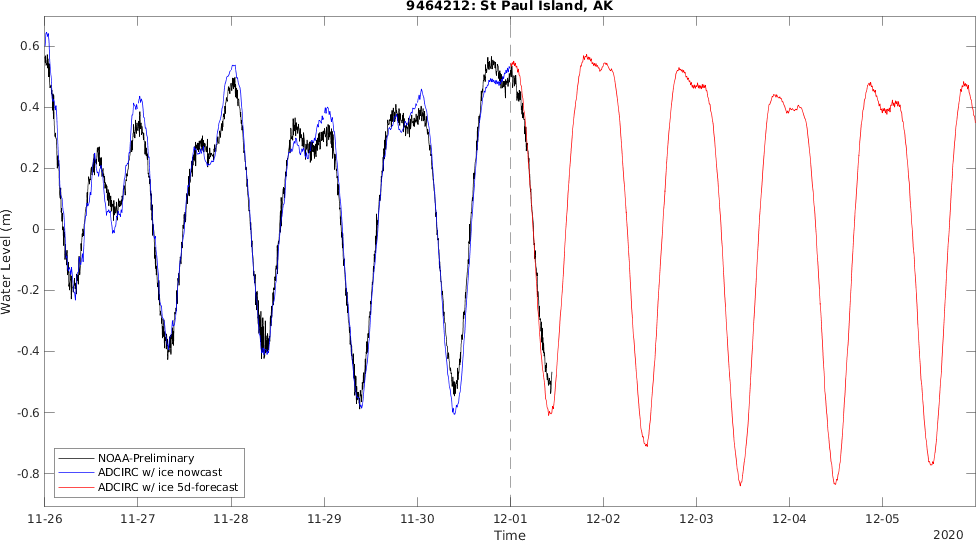 9464212: St Paul Island, AK
Water Level (m)
0.6
0.4
0.2
0
-0.2
-0.4
-0.6
-0.8
NOAA-Preliminary
ADCIRC w/ ice nowcast
ADCIRC w/ ice 5d-forecast
11-26 11-27 11-28 11-29 11-30 12-01 12-02 12-03 12-04 12-05
Time
2020